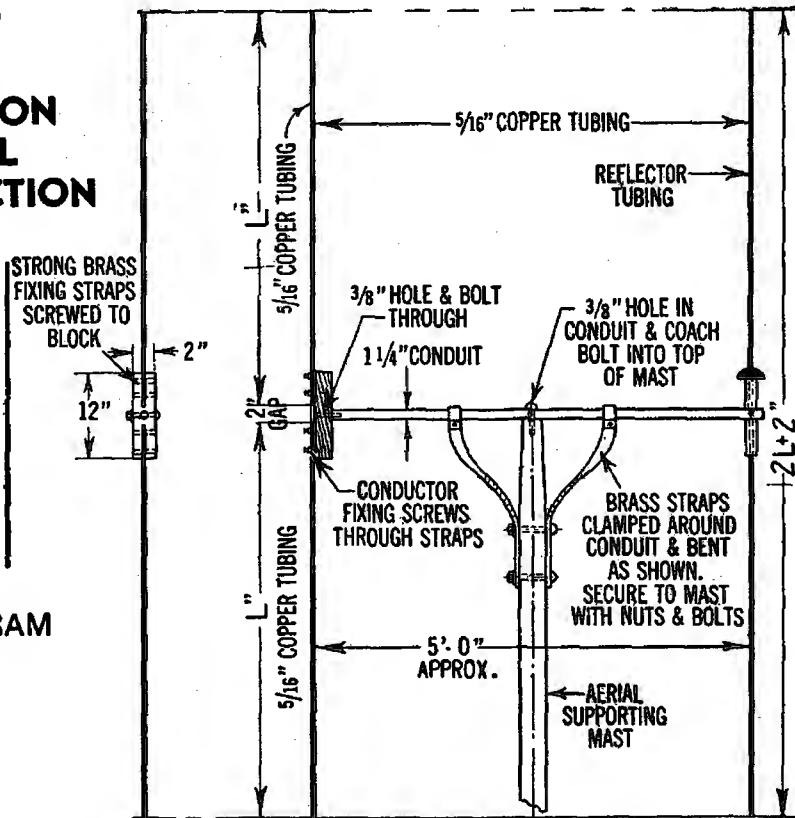 ON
L
CTION
STRONG BRASS
FIXING STRAPS
SCREWED TO
BLOCK
2"
12"
L"
5/16" COPPER TUBING
5/16" COPPER TUBING
REFLECTOR
TUBING
3/8" HOLE & BOLT
THROUGH
1 1/4" CONDUIT
3/8" HOLE IN
CONDUIT & COACH
BOLT INTO TOP
OF MAST
2"
GAP
2L+2"
CONDUCTOR
FIXING SCREWS
THROUGH STRAPS
BRASS STRAPS
CLAMPED AROUND
CONDUIT & BENT
AS SHOWN.
SECURE TO MAST
WITH NUTS & BOLTS
L"
5/16" COPPER TUBING
AM
5'-0"
APPROX.
AERIAL
SUPPORTING
MAST